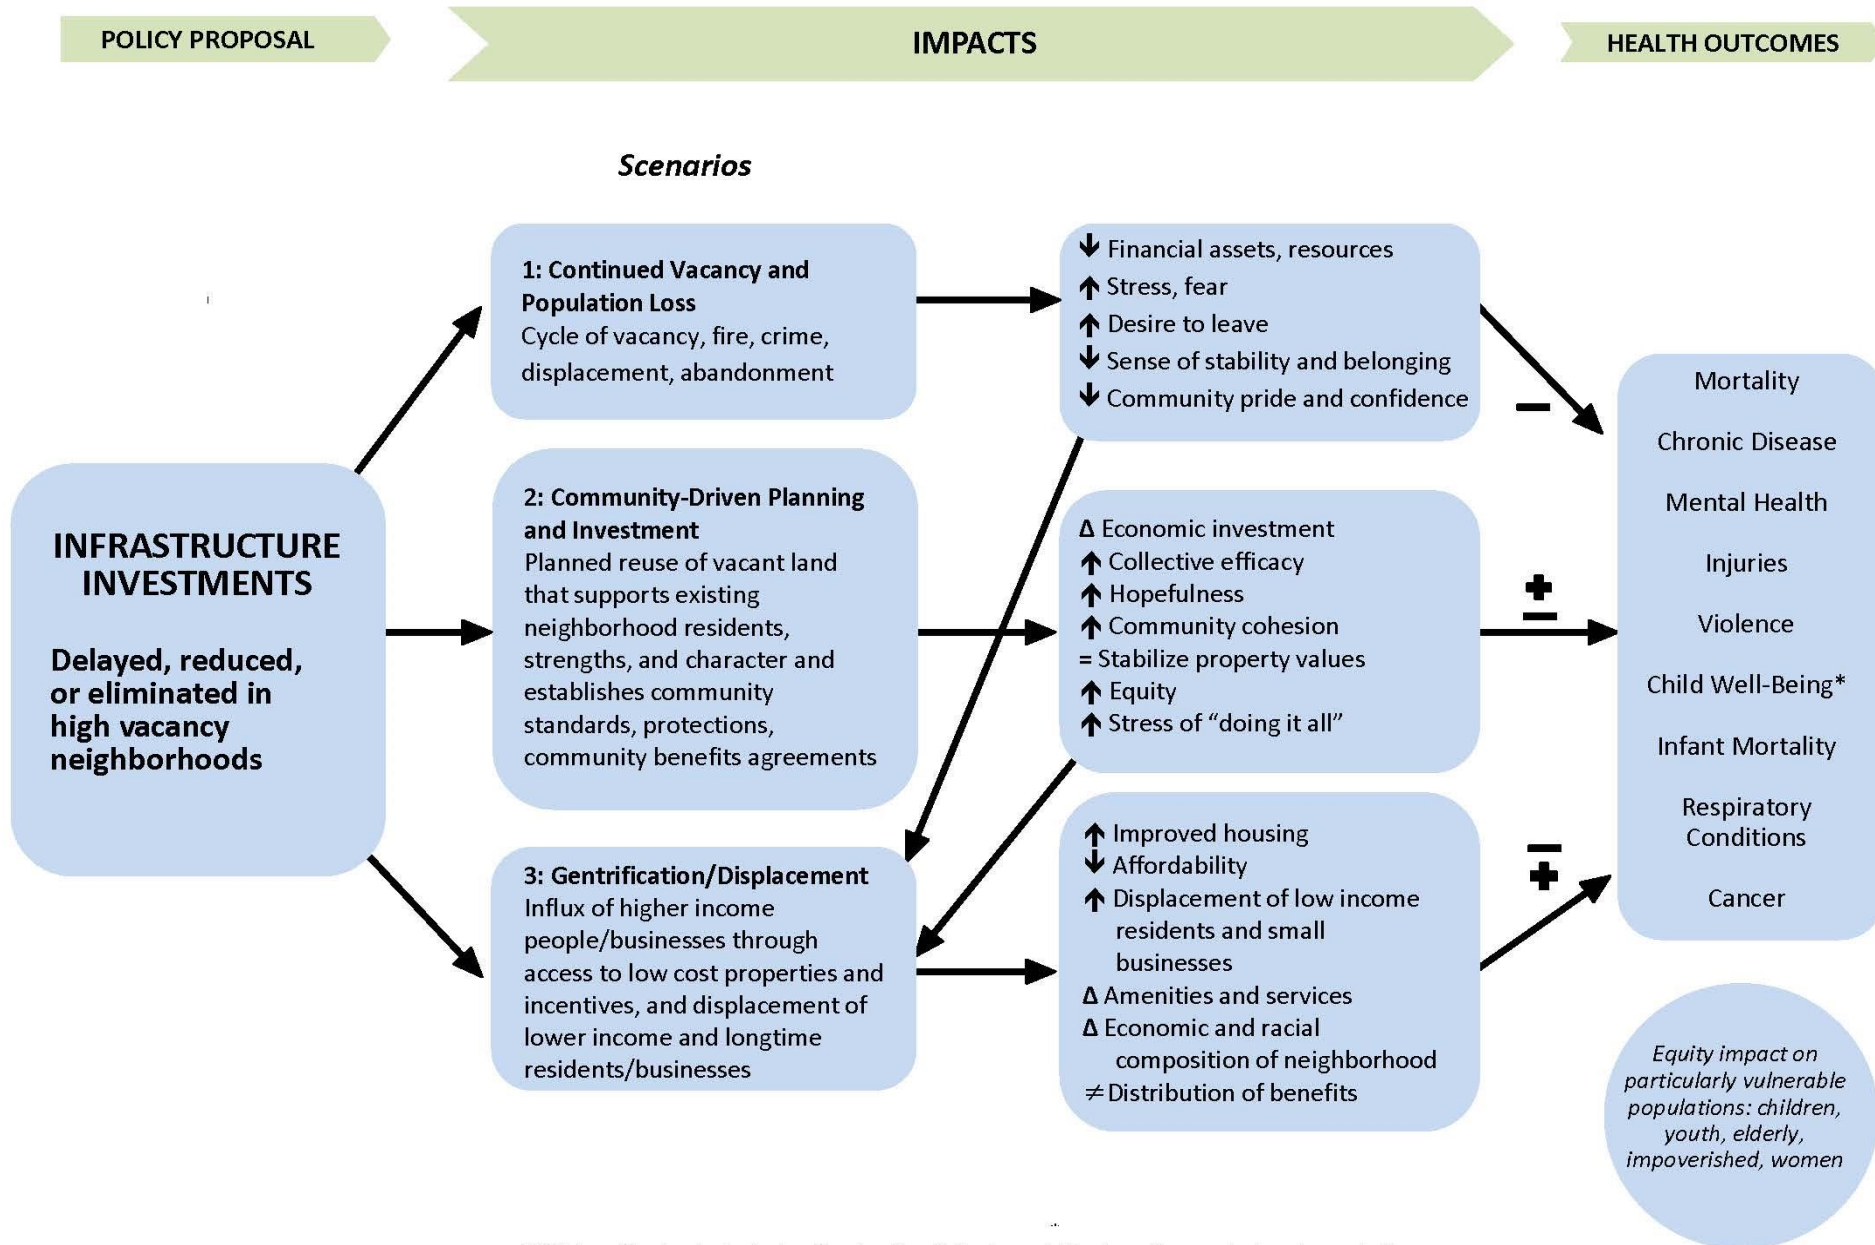 POLICY PROPOSAL
IMPACTS
HEALTH OUTCOMES
Scenarios
1: Continued Vacancy and
Population Loss
Cycle of vacancy, fire, crime,
displacement, abandonment
↓ Financial assets, resources
↑ Stress, fear
↑ Desire to leave
↓ Sense of stability and belonging
↓ Community pride and confidence
–
INFRASTRUCTURE
INVESTMENTS
Delayed, reduced,
or eliminated in
high vacancy
neighborhoods
2: Community-Driven Planning
and Investment
Planned reuse of vacant land
that supports existing
neighborhood residents,
strengths, and character and
establishes community
standards, protections,
community benefits agreements
Δ Economic investment
↑ Collective efficacy
↑ Hopefulness
↑ Community cohesion
= Stabilize property values
↑ Equity
↑ Stress of “doing it all”
+
–
3: Gentrification/Displacement
Influx of higher income
people/businesses through
access to low cost properties and
incentives, and displacement of
lower income and longtime
residents/businesses
↑ Improved housing
↓ Affordability
↑ Displacement of low income
residents and small
businesses
Δ Amenities and services
Δ Economic and racial
composition of neighborhood
≠ Distribution of benefits
–
+
Mortality
Chronic Disease
Mental Health
Injuries
Violence
Child Well-Being*
Infant Mortality
Respiratory
Conditions
Cancer
Equity impact on
particularly vulnerable
populations: children,
youth, elderly,
impoverished, women